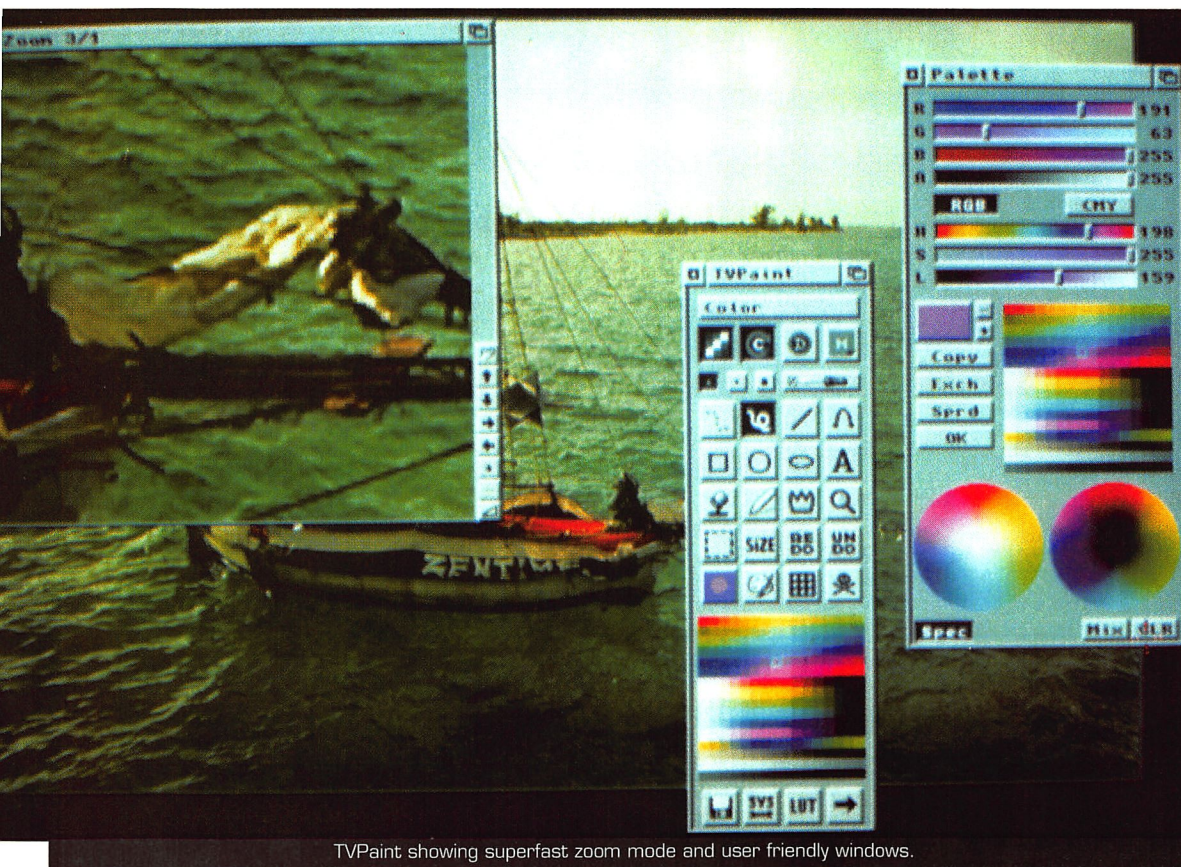 Zoom 3/1
Palette
R 191
G 63
B 255
A 255
RGB CMY
H 198
S 255
L 159
Copy
Exch
Sprd
OK
Spec Mix
TVPaint
Color
C D M
A
SIZE RE DO UN DO
SYS LUT
ZENTI
TVPaint showing superfast zoom mode and user friendly windows.